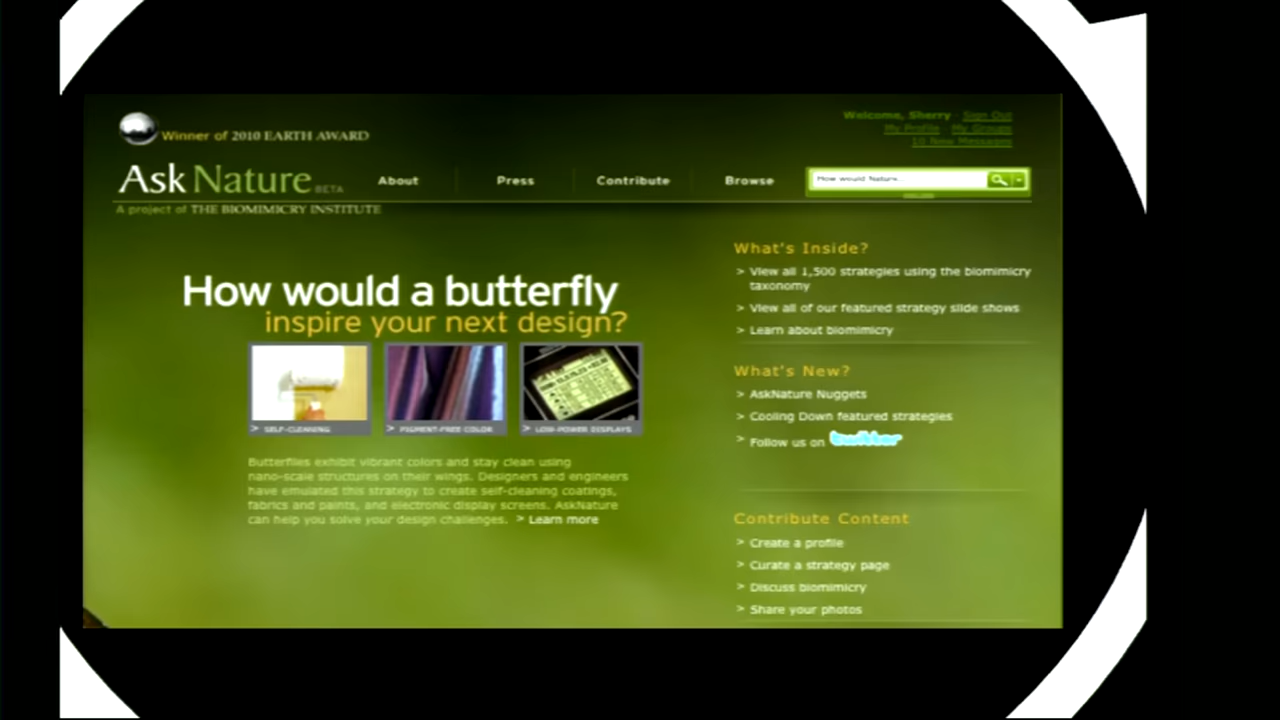 Winner of 2010 EARTH AWARD
Welcome, Sherry - Sign Out
My Profile - My Groups
10 New Messages
Ask Nature BETA
About
Press
Contribute
Browse
How would Nature
A project of THE BIOMIMICRY INSTITUTE
How would a butterfly
inspire your next design?
> SELF-CLEANING
> PIGMENT-FREE COLOR
> LOW-POWER DISPLAYS
Butterflies exhibit vibrant colors and stay clean using
nano-scale structures on their wings. Designers and engineers
have emulated this strategy to create self-cleaning coatings,
fabrics and paints, and electronic display screens. AskNature
can help you solve your design challenges. > Learn more
What's Inside?
> View all 1,500 strategies using the biomimicry
taxonomy
> View all of our featured strategy slide shows
> Learn about biomimicry
What's New?
> AskNature Nuggets
> Cooling Down featured strategies
> Follow us on twitter
Contribute Content
> Create a profile
> Curate a strategy page
> Discuss biomimicry
> Share your photos